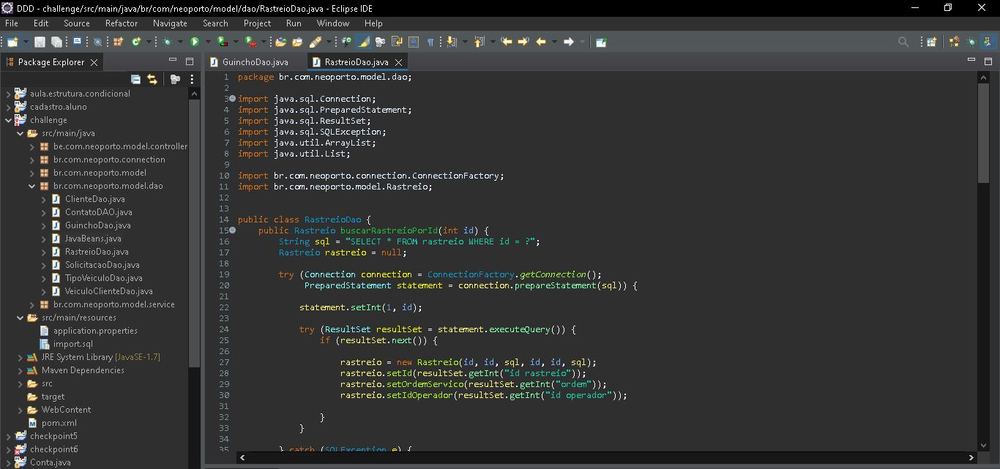 DDD - challenge/src/main/java/br/com/neoporto/model/dao/RastreioDao.java - Eclipse IDE
File Edit Source Refactor Navigate Search Project Run Window Help
Package Explorer
aula.estrutura.condicional
cadastro.aluno
challenge
src/main/java
be.com.neoporto.model.controller
br.com.neoporto.connection
br.com.neoporto.model
br.com.neoporto.model.dao
ClienteDao.java
ContatoDAO.java
GuinchoDao.java
JavaBeans.java
RastreioDao.java
SolicitacaoDao.java
TipoVeiculoDao.java
VeiculoClienteDao.java
br.com.neoporto.model.service
src/main/resources
application.properties
import.sql
JRE System Library [JavaSE-1.7]
Maven Dependencies
src
target
WebContent
pom.xml
checkpoint5
checkpoint6
Conta.java
GuinchoDao.java RastreioDao.java
1 package br.com.neoporto.model.dao;
2
3 import java.sql.Connection;
4 import java.sql.PreparedStatement;
5 import java.sql.ResultSet;
6 import java.sql.SQLException;
7 import java.util.ArrayList;
8 import java.util.List;
9
10 import br.com.neoporto.connection.ConnectionFactory;
11 import br.com.neoporto.model.Rastreio;
12
13
14 public class RastreioDao {
15 public Rastreio buscarRastreioPorId(int id) {
16 String sql = "SELECT * FROM rastreio WHERE id = ?";
17 Rastreio rastreio = null;
18
19 try (Connection connection = ConnectionFactory.getConnection();
20 PreparedStatement statement = connection.prepareStatement(sql)) {
21
22 statement.setInt(1, id);
23
24 try (ResultSet resultSet = statement.executeQuery()) {
25 if (resultSet.next()) {
26
27 rastreio = new Rastreio(id, id, sql, id, id, sql);
28 rastreio.setId(resultSet.getInt("id rastreio"));
29 rastreio.setOrdemServico(resultSet.getInt("ordem"));
30 rastreio.setIdOperador(resultSet.getInt("id operador"));
31
32 }
33 }
34
35 } catch (SQLException e) {